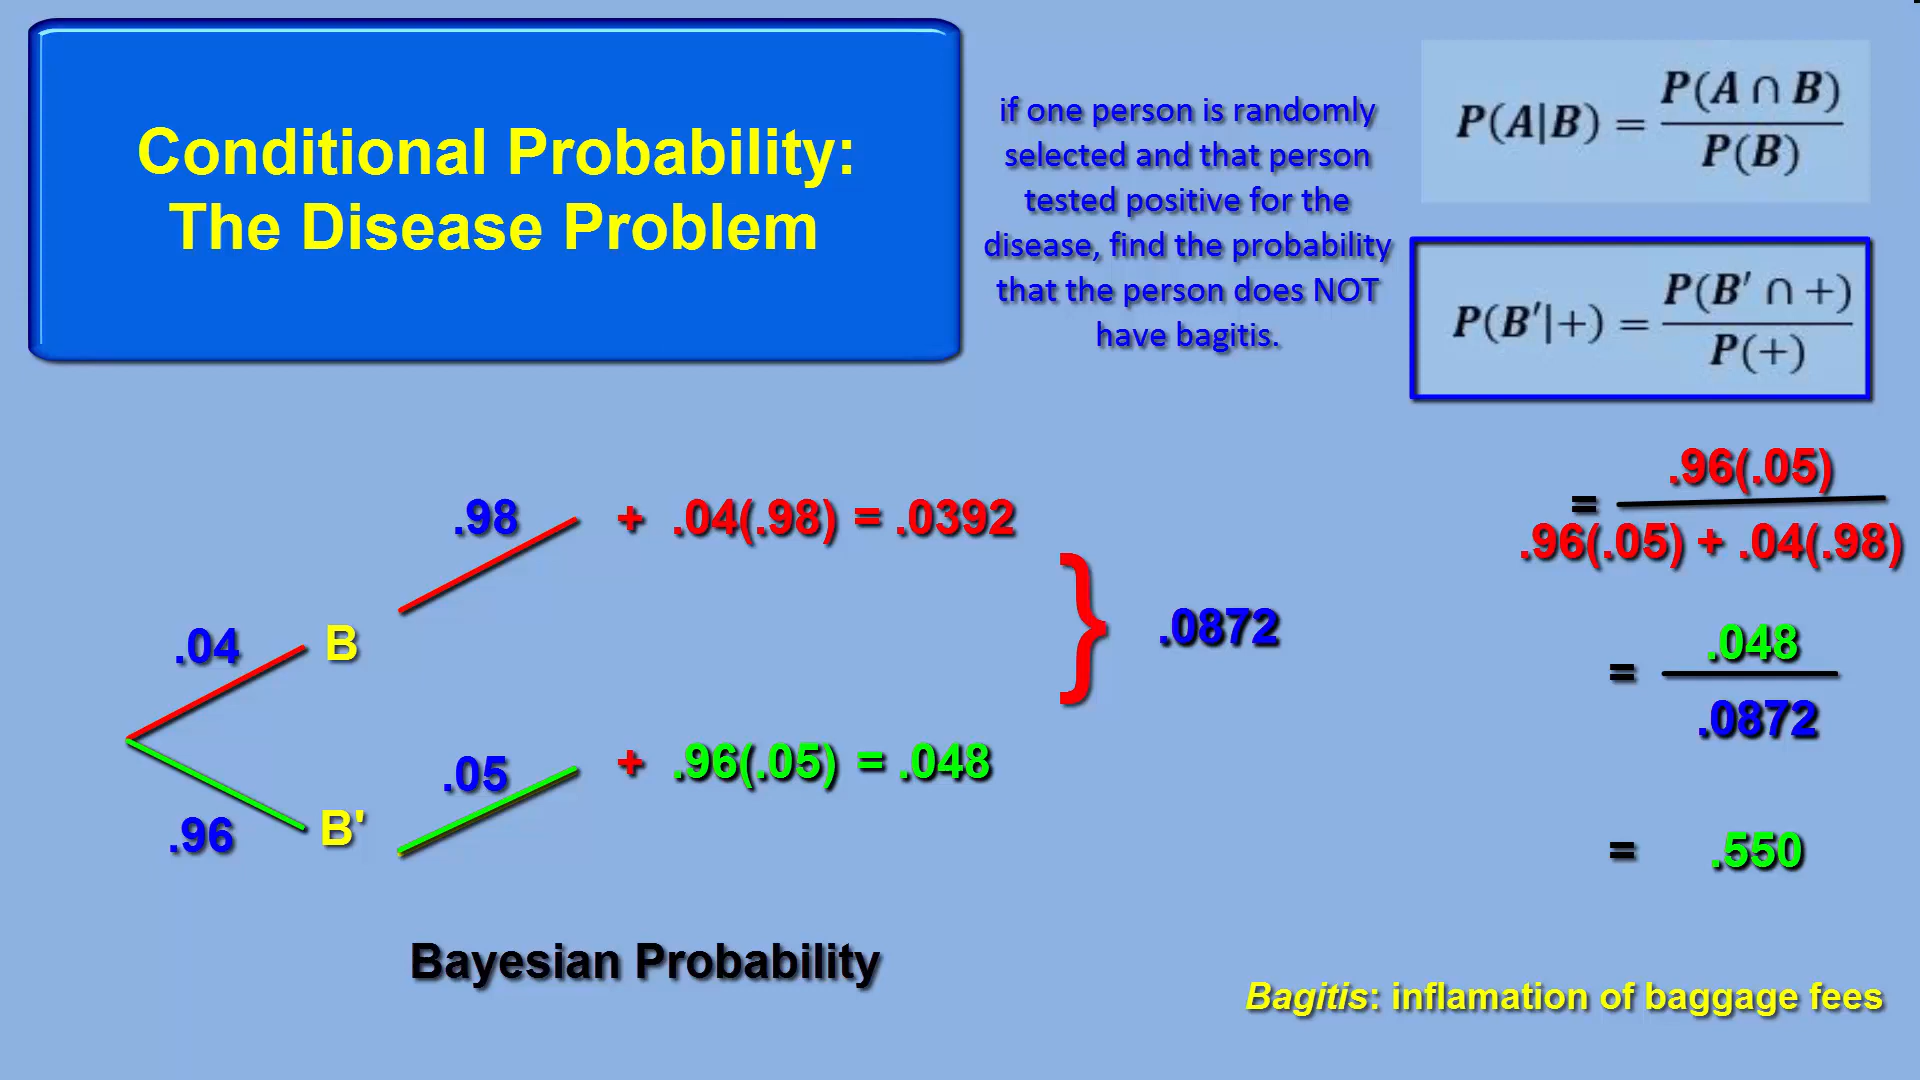 Conditional Probability:
The Disease Problem
if one person is randomly
selected and that person
tested positive for the
disease, find the probability
that the person does NOT
have bagitis.
P(A|B) = P(A ∩ B) / P(B)
P(B'|+) = P(B' ∩ +) / P(+)
= .96(.05)
.96(.05) + .04(.98)
= .048
.0872
= .550
.98
+ .04(.98) = .0392
.04
B
} .0872
.05
+ .96(.05) = .048
.96
B'
Bayesian Probability
Bagitis: inflamation of baggage fees